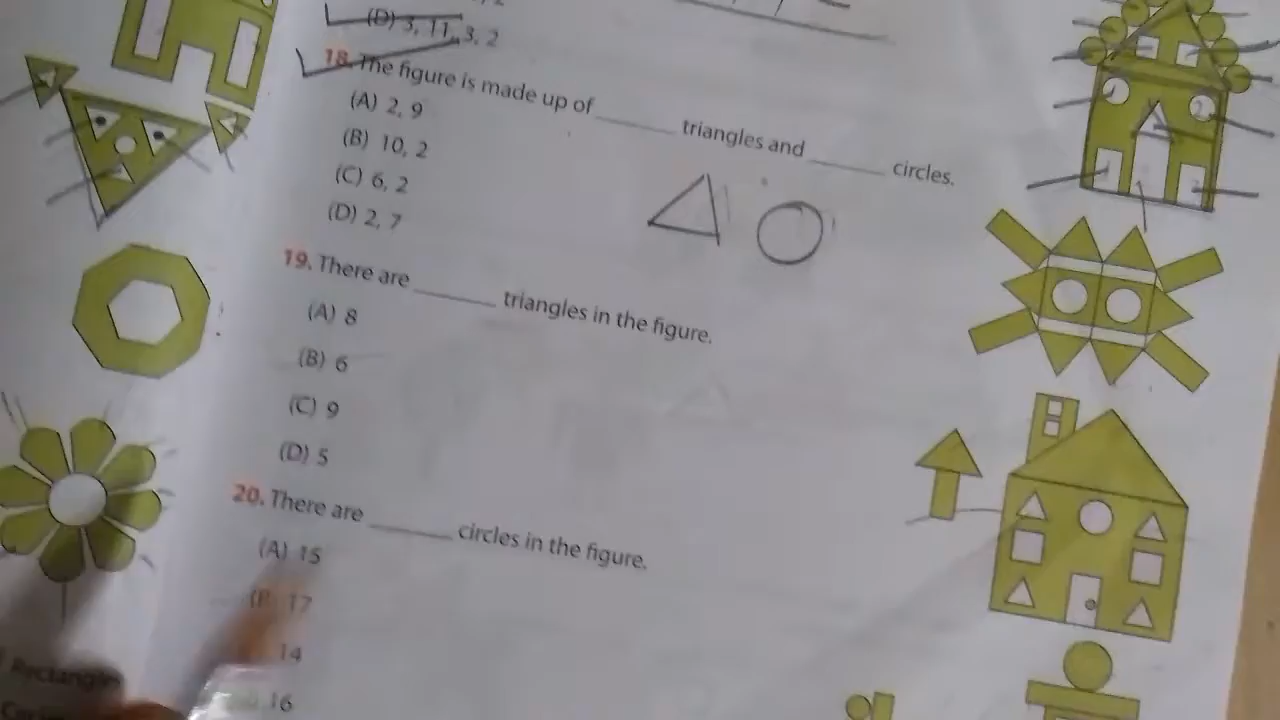 (D) 3, 11, 3, 2
18. The figure is made up of ______ triangles and ______ circles.
(A) 2, 9
(B) 10, 2
(C) 6, 2
(D) 2, 7
19. There are ______ triangles in the figure.
(A) 8
(B) 6
(C) 9
(D) 5
20. There are ______ circles in the figure.
(A) 15
(B) 17
14
16
Rectangles